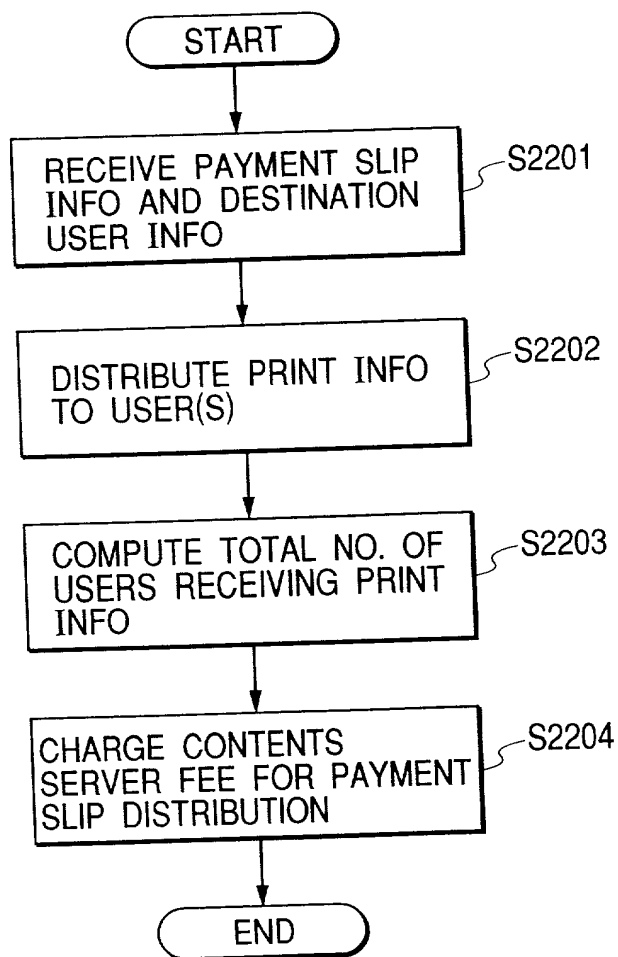 START
RECEIVE PAYMENT SLIP
INFO AND DESTINATION
USER INFO
S2201
DISTRIBUTE PRINT INFO
TO USER(S)
S2202
COMPUTE TOTAL NO. OF
USERS RECEIVING PRINT
INFO
S2203
CHARGE CONTENTS
SERVER FEE FOR PAYMENT
SLIP DISTRIBUTION
S2204
END